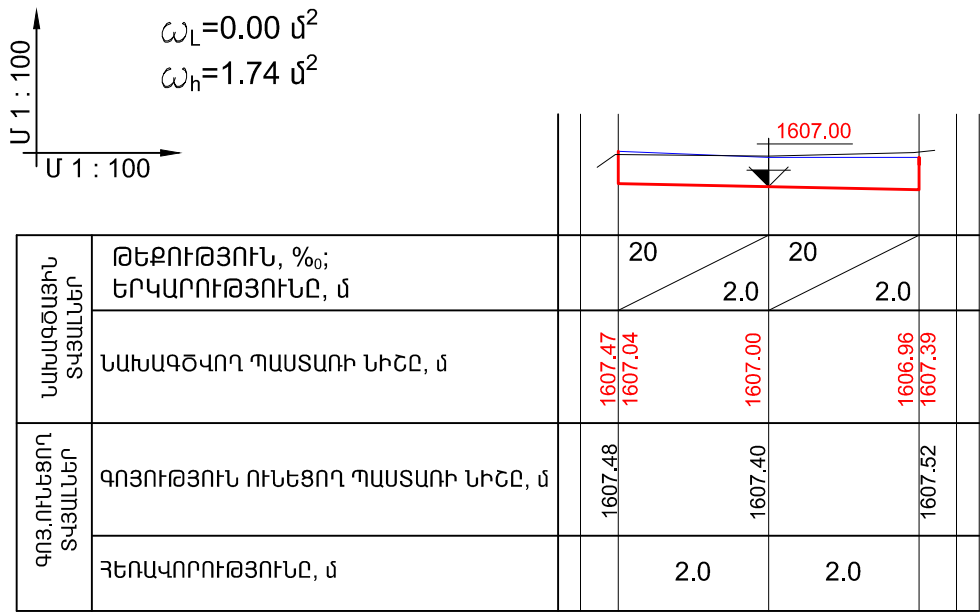 Մ 1 : 100
Մ 1 : 100
ωL=0.00 մ²
ωh=1.74 մ²
1607.00
ՆԱԽԱԳԾԱՅԻՆ
ՏՎՅԱԼՆԵՐ
ԹԵՔՈՒԹՅՈՒՆ, %₀;
ԵՐԿԱՐՈՒԹՅՈՒՆԸ, մ
20 2.0 20 2.0
ՆԱԽԱԳԾՎՈՂ ՊԱՍՏԱՌԻ ՆԻՇԸ, մ
1607.47 1607.04 1607.00 1606.96 1607.39
ԳՈՅ.ՈՒՆԵՑՈՂ
ՏՎՅԱԼՆԵՐ
ԳՈՅՈՒԹՅՈՒՆ ՈՒՆԵՑՈՂ ՊԱՍՏԱՌԻ ՆԻՇԸ, մ
1607.48 1607.40 1607.52
ՀԵՌԱՎՈՐՈՒԹՅՈՒՆԸ, մ
2.0 2.0